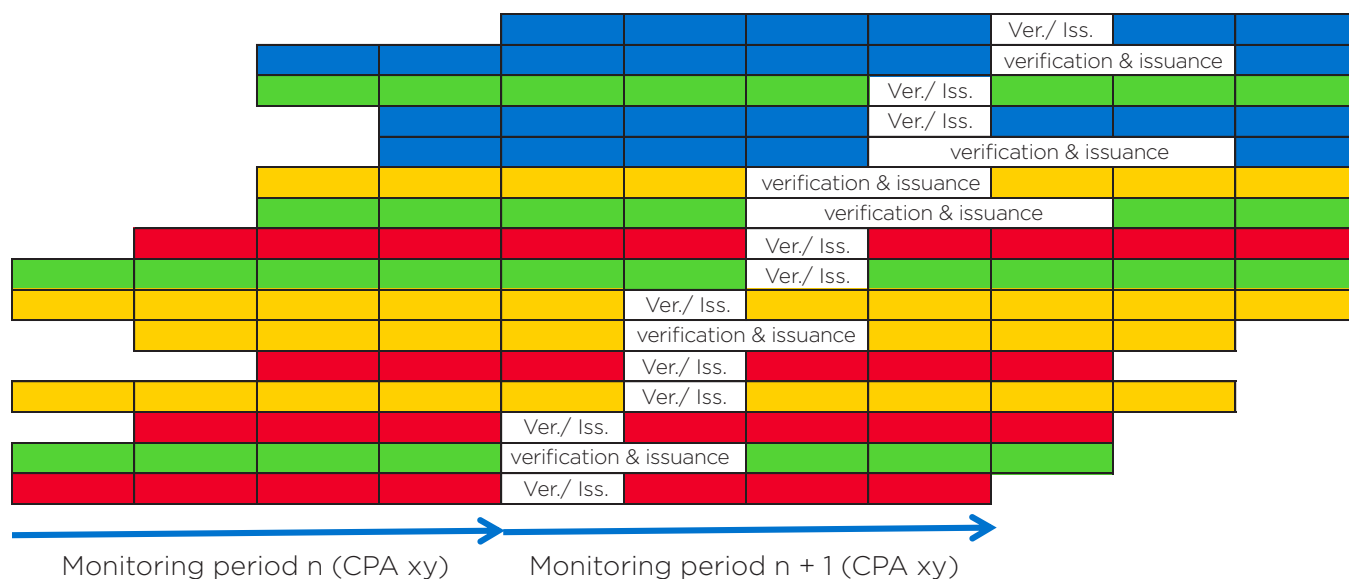 Ver./ Iss.
verification & issuance
Ver./ Iss.
Ver./ Iss.
verification & issuance
verification & issuance
verification & issuance
Ver./ Iss.
Ver./ Iss.
Ver./ Iss.
verification & issuance
Ver./ Iss.
Ver./ Iss.
Ver./ Iss.
verification & issuance
Ver./ Iss.
Monitoring period n (CPA xy) Monitoring period n + 1 (CPA xy)